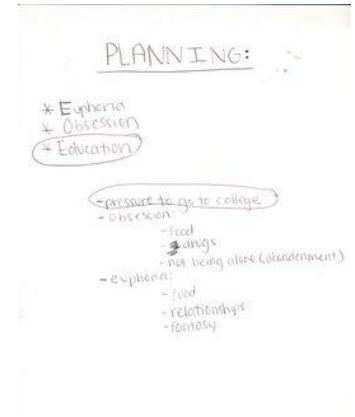 PLANNING:
* Euphoria
* Obsession
* Education
- pressure to go to college
- obsession:
- food
- drugs
- not being alone (abandenment)
- euphoria:
- food
- relationships
- fantasy